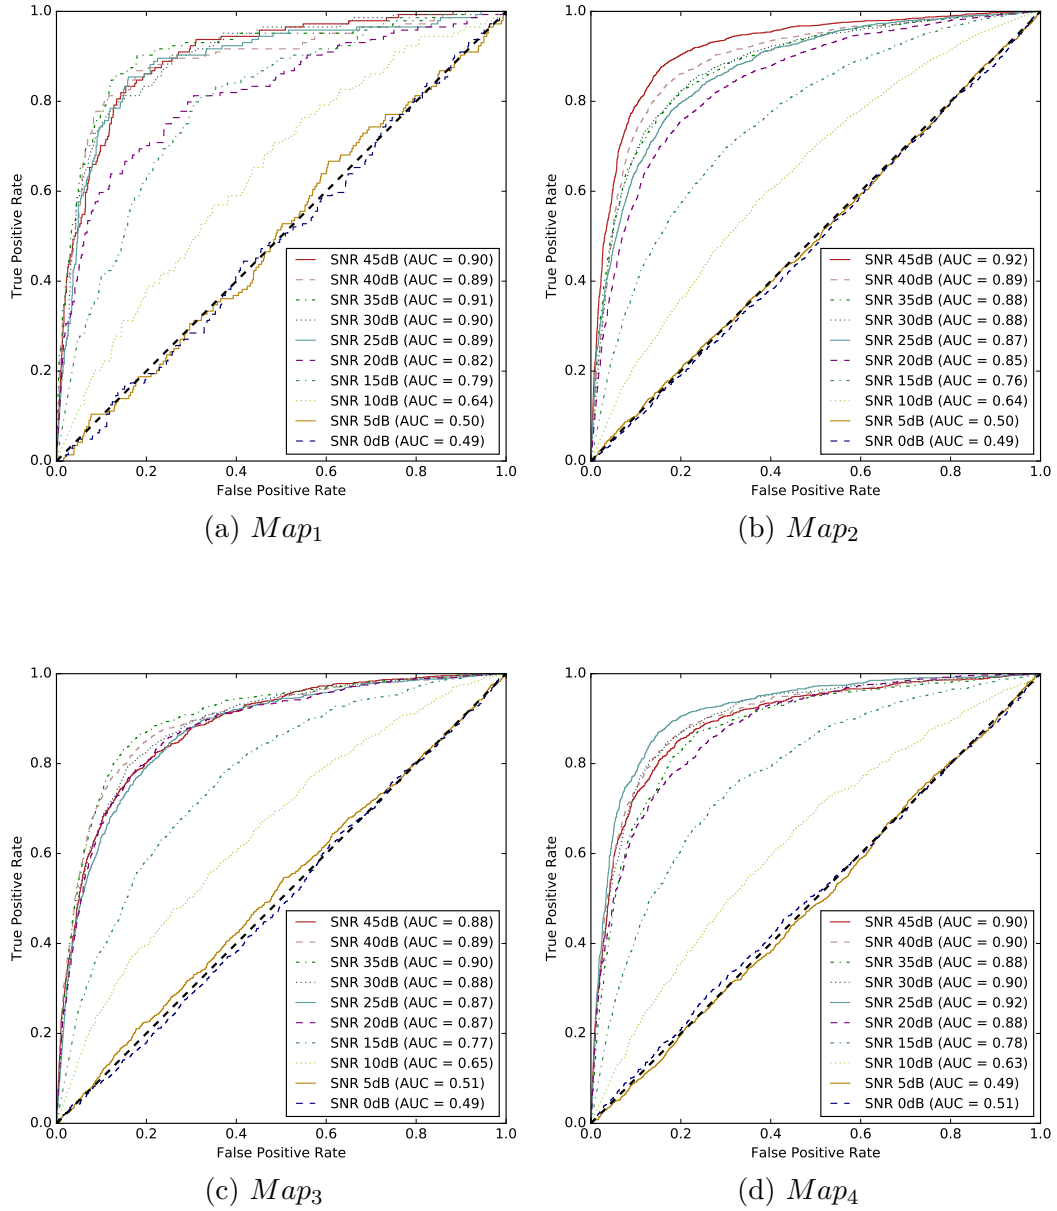 1.0
0.8
0.6
0.4
0.2
0.0
True Positive Rate
0.0 0.2 0.4 0.6 0.8 1.0
False Positive Rate
SNR 45dB (AUC = 0.90)
SNR 40dB (AUC = 0.89)
SNR 35dB (AUC = 0.91)
SNR 30dB (AUC = 0.90)
SNR 25dB (AUC = 0.89)
SNR 20dB (AUC = 0.82)
SNR 15dB (AUC = 0.79)
SNR 10dB (AUC = 0.64)
SNR 5dB (AUC = 0.50)
SNR 0dB (AUC = 0.49)
(a) Map1
1.0
0.8
0.6
0.4
0.2
0.0
True Positive Rate
0.0 0.2 0.4 0.6 0.8 1.0
False Positive Rate
SNR 45dB (AUC = 0.92)
SNR 40dB (AUC = 0.89)
SNR 35dB (AUC = 0.88)
SNR 30dB (AUC = 0.88)
SNR 25dB (AUC = 0.87)
SNR 20dB (AUC = 0.85)
SNR 15dB (AUC = 0.76)
SNR 10dB (AUC = 0.64)
SNR 5dB (AUC = 0.50)
SNR 0dB (AUC = 0.49)
(b) Map2
1.0
0.8
0.6
0.4
0.2
0.0
True Positive Rate
0.0 0.2 0.4 0.6 0.8 1.0
False Positive Rate
SNR 45dB (AUC = 0.88)
SNR 40dB (AUC = 0.89)
SNR 35dB (AUC = 0.90)
SNR 30dB (AUC = 0.88)
SNR 25dB (AUC = 0.87)
SNR 20dB (AUC = 0.87)
SNR 15dB (AUC = 0.77)
SNR 10dB (AUC = 0.65)
SNR 5dB (AUC = 0.51)
SNR 0dB (AUC = 0.49)
(c) Map3
1.0
0.8
0.6
0.4
0.2
0.0
True Positive Rate
0.0 0.2 0.4 0.6 0.8 1.0
False Positive Rate
SNR 45dB (AUC = 0.90)
SNR 40dB (AUC = 0.90)
SNR 35dB (AUC = 0.88)
SNR 30dB (AUC = 0.90)
SNR 25dB (AUC = 0.92)
SNR 20dB (AUC = 0.88)
SNR 15dB (AUC = 0.78)
SNR 10dB (AUC = 0.63)
SNR 5dB (AUC = 0.49)
SNR 0dB (AUC = 0.51)
(d) Map4